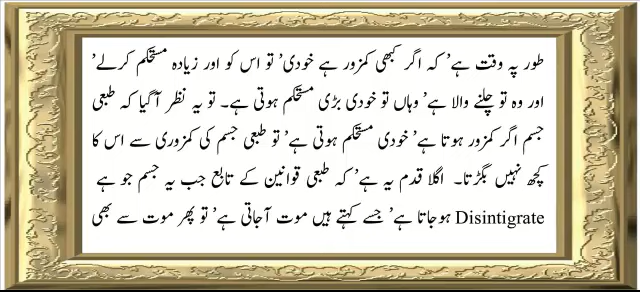 طور پہ وقت ہے’ کہ اگر کبھی کمزور ہے خودی’ تو اس کو اور زیادہ مستحکم کرلے’
اور وہ تو چلنے والا ہے’ وہاں تو خودی بڑی مستحکم ہوتی ہے۔ تو یہ نظر آگیا کہ طبعی
جسم اگر کمزور ہوتا ہے’ خودی مستحکم ہوتی ہے’ تو طبعی جسم کی کمزوری سے اس کا
کچھ نہیں بگڑتا۔ اگلا قدم یہ ہے’ کہ طبعی قوانین کے تابع جب یہ جسم جو ہے
Disintigrate ہوجاتا ہے’ جسے کہتے ہیں موت آجاتی ہے’ تو پھر موت سے بھی